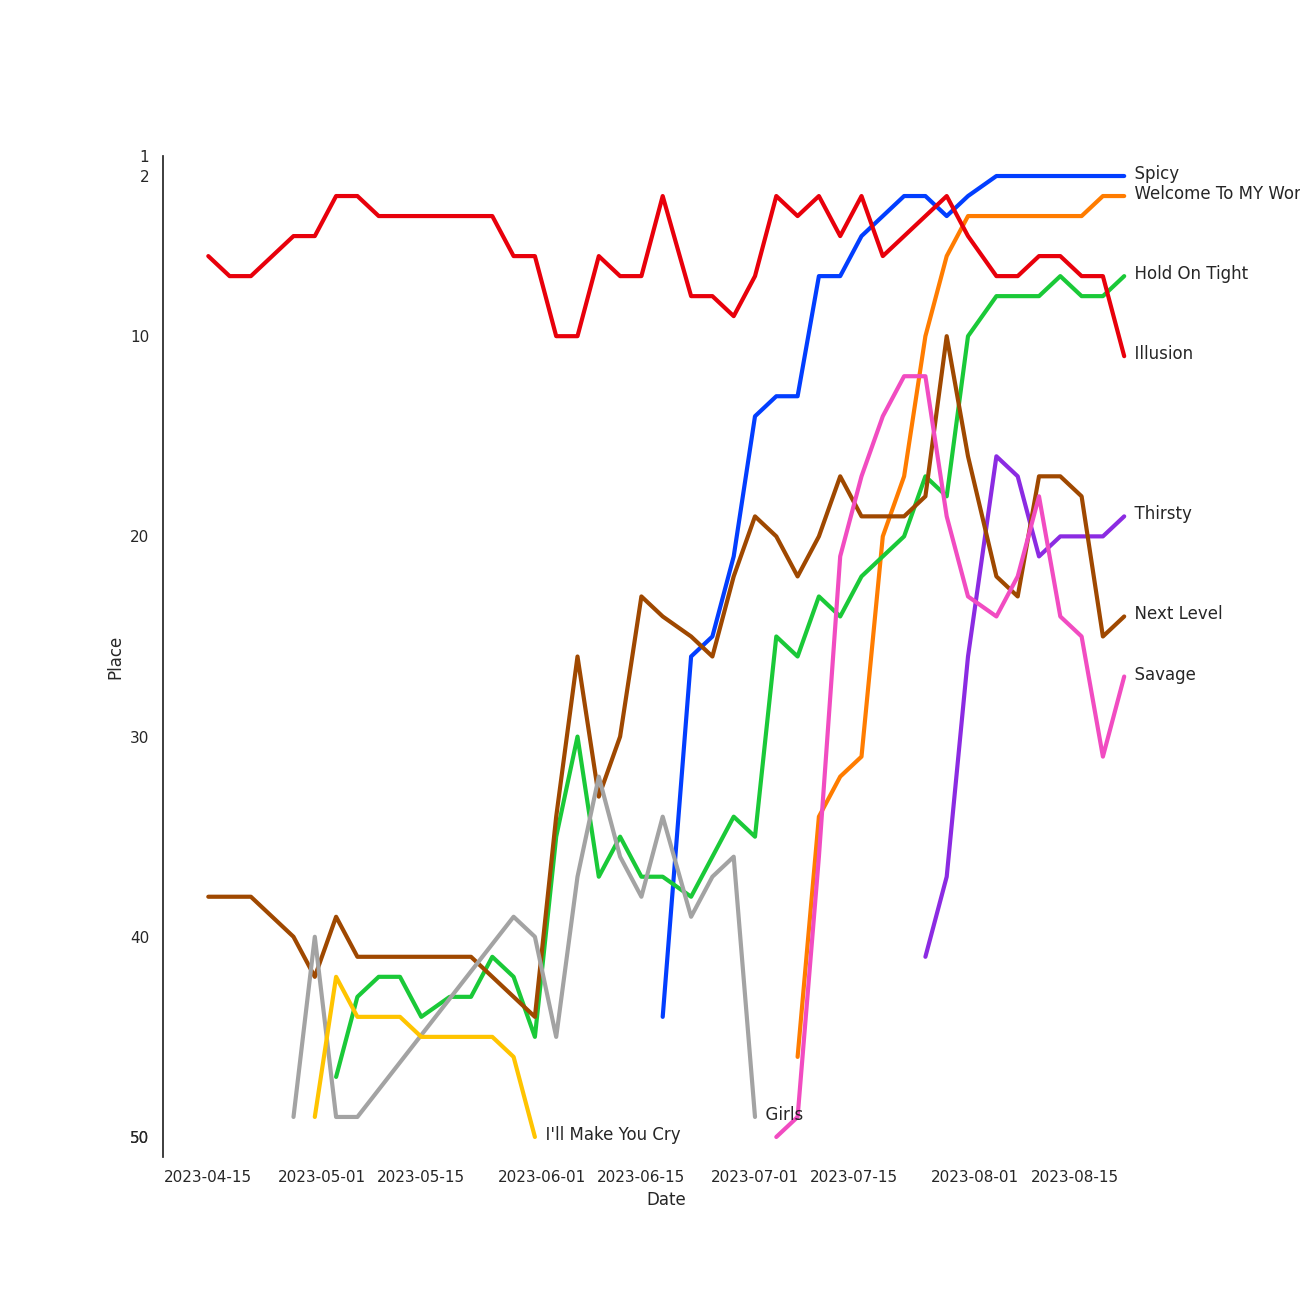 1
2
10
20
30
40
50
Place
Spicy
Welcome To MY Wor
Hold On Tight
Illusion
Thirsty
Next Level
Savage
Girls
I'll Make You Cry
2023-04-15 2023-05-01 2023-05-15 2023-06-01 2023-06-15 2023-07-01 2023-07-15 2023-08-01 2023-08-15
Date